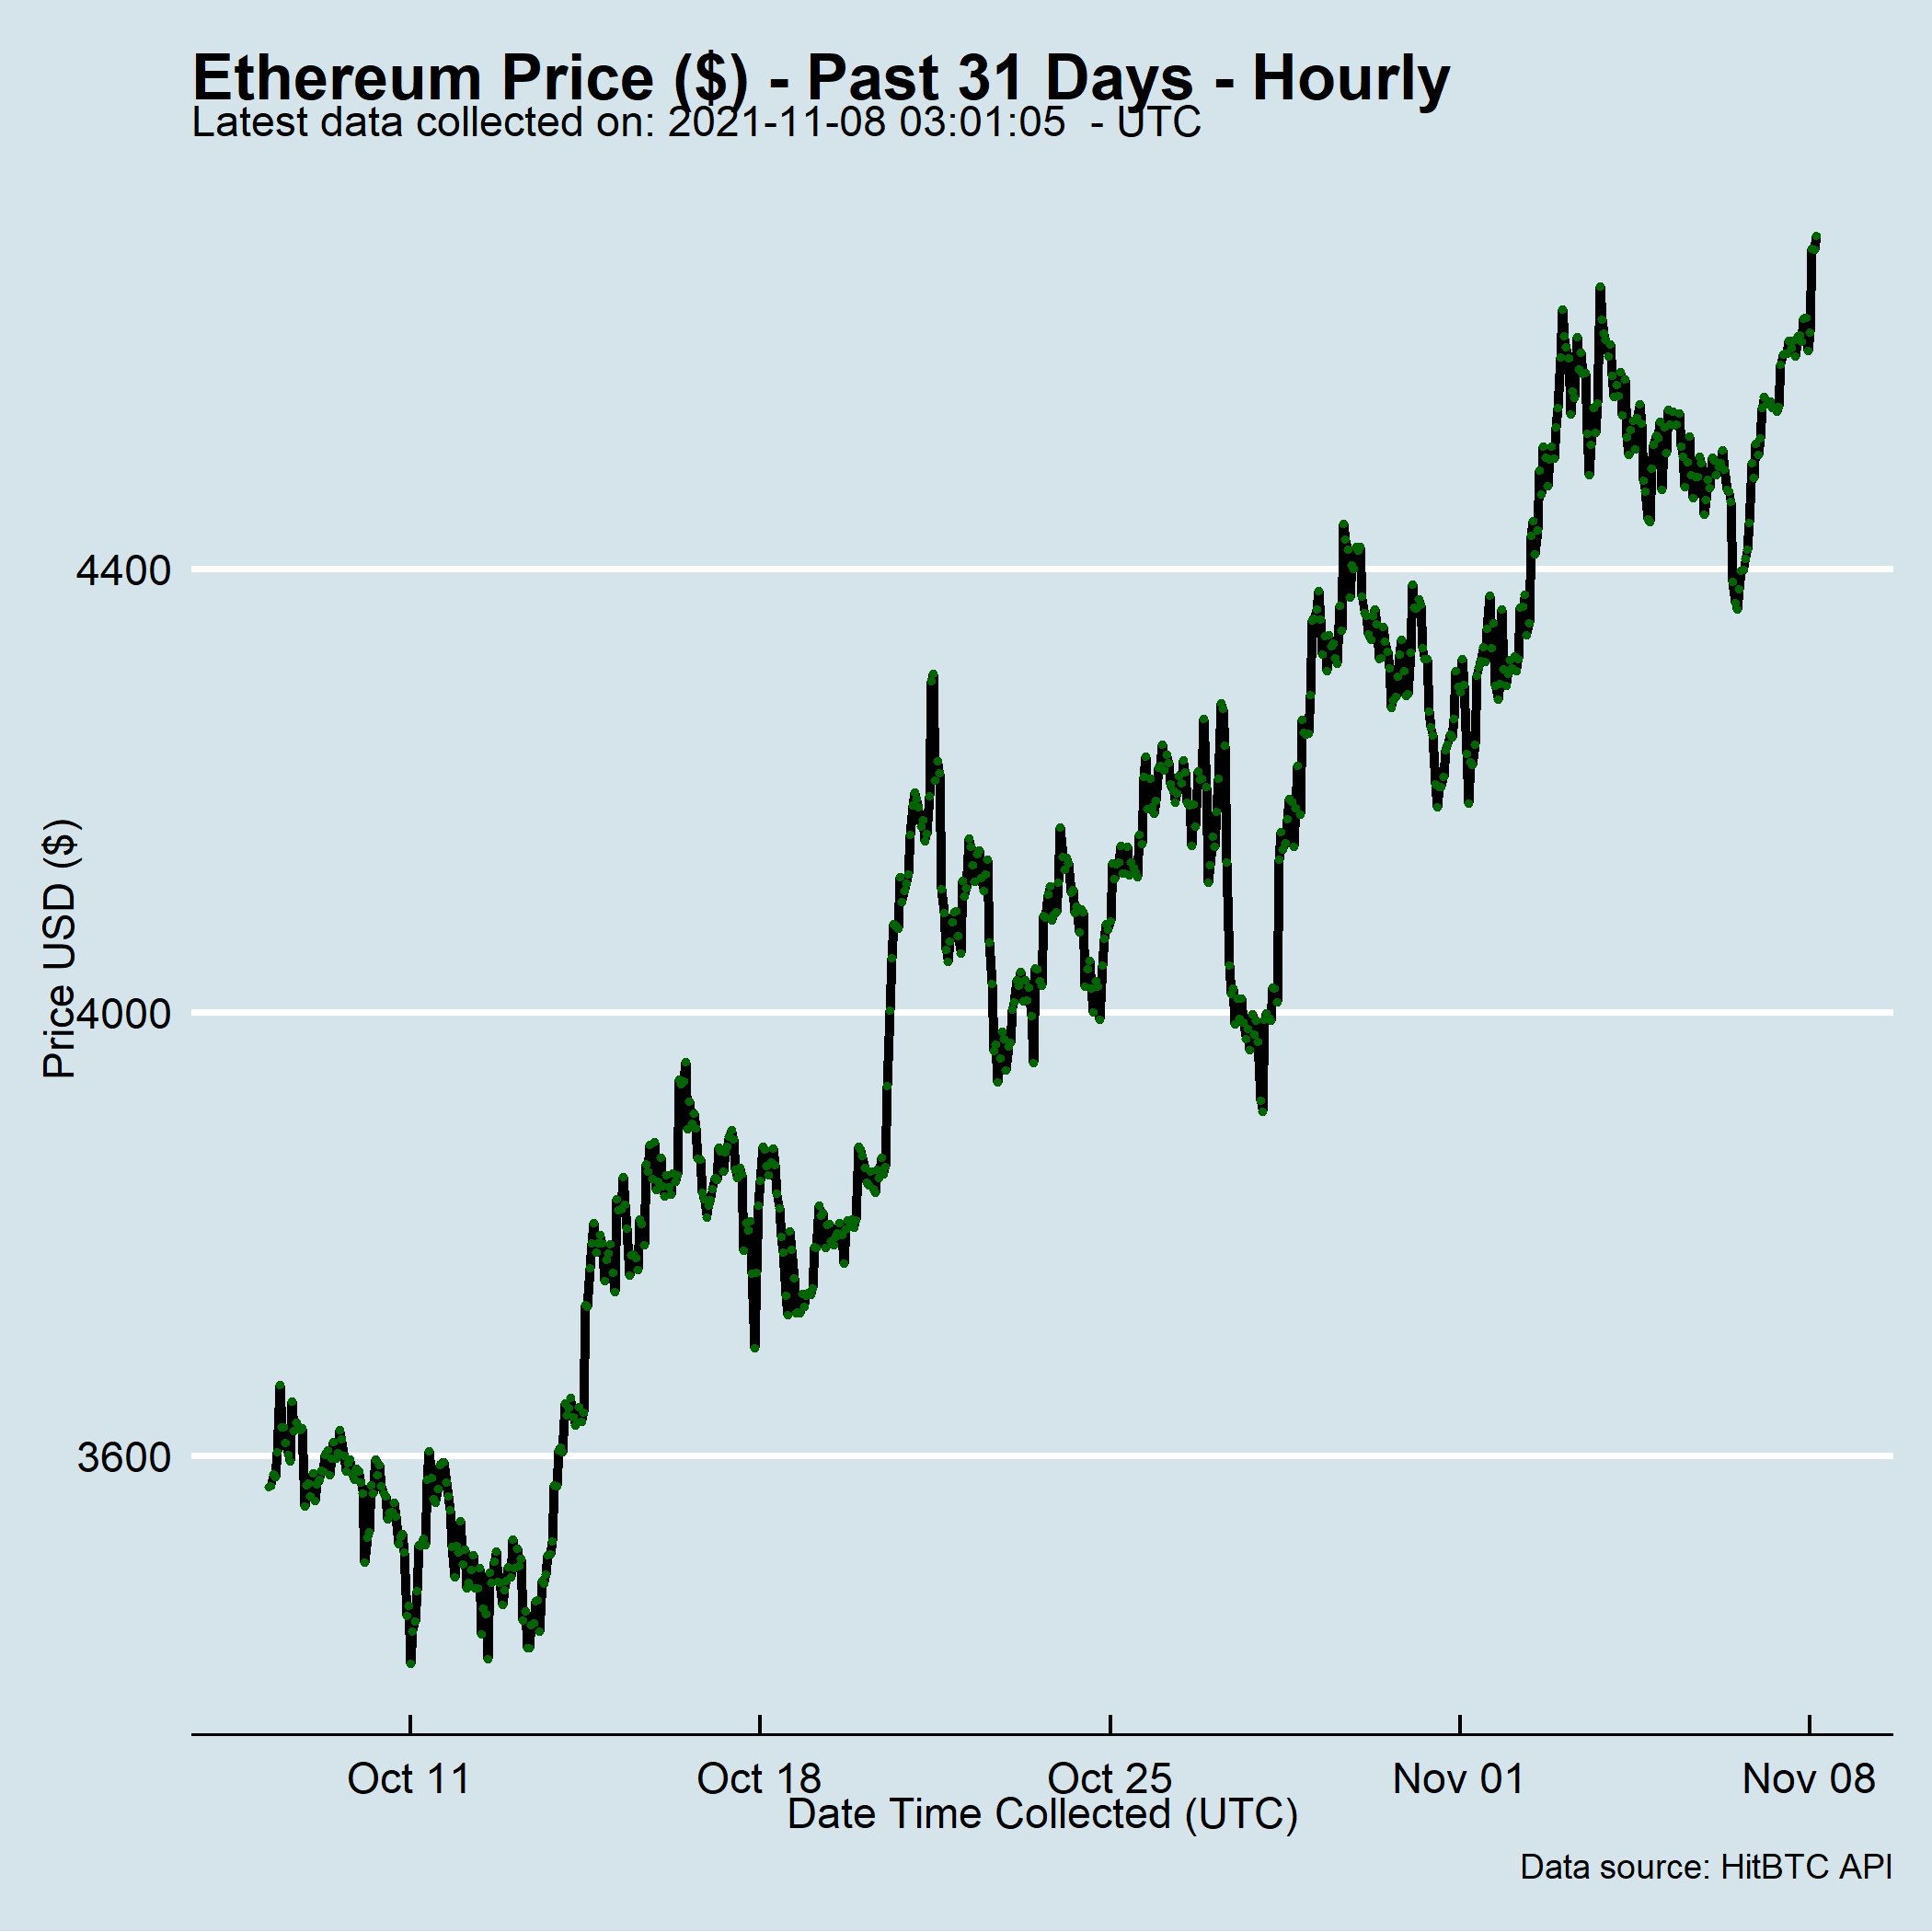 Ethereum Price ($) - Past 31 Days - Hourly
Latest data collected on: 2021-11-08 03:01:05  - UTC
Price USD ($)
4400
4000
3600
Oct 11
Oct 18
Oct 25
Nov 01
Nov 08
Date Time Collected (UTC)
Data source: HitBTC API